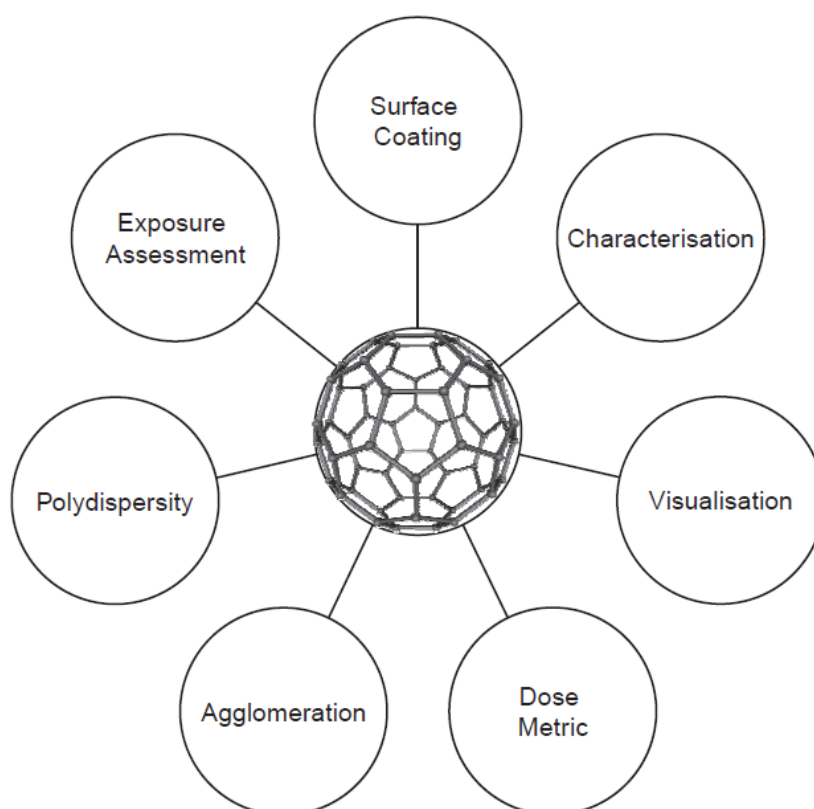 Surface
Coating
Exposure
Assessment
Characterisation
Polydispersity
Visualisation
Agglomeration
Dose
Metric